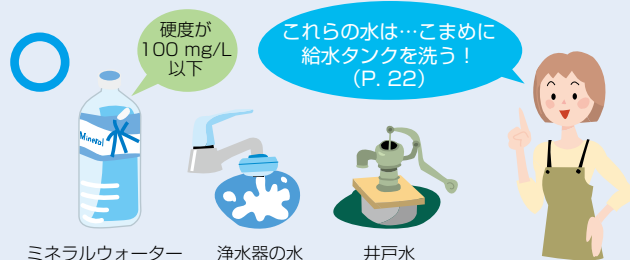 硬度が
100 mg/L
以下
これらの水は…こまめに
給水タンクを洗う！
（P. 22）
Mineral
水
ミネラルウォーター
浄水器の水
井戸水